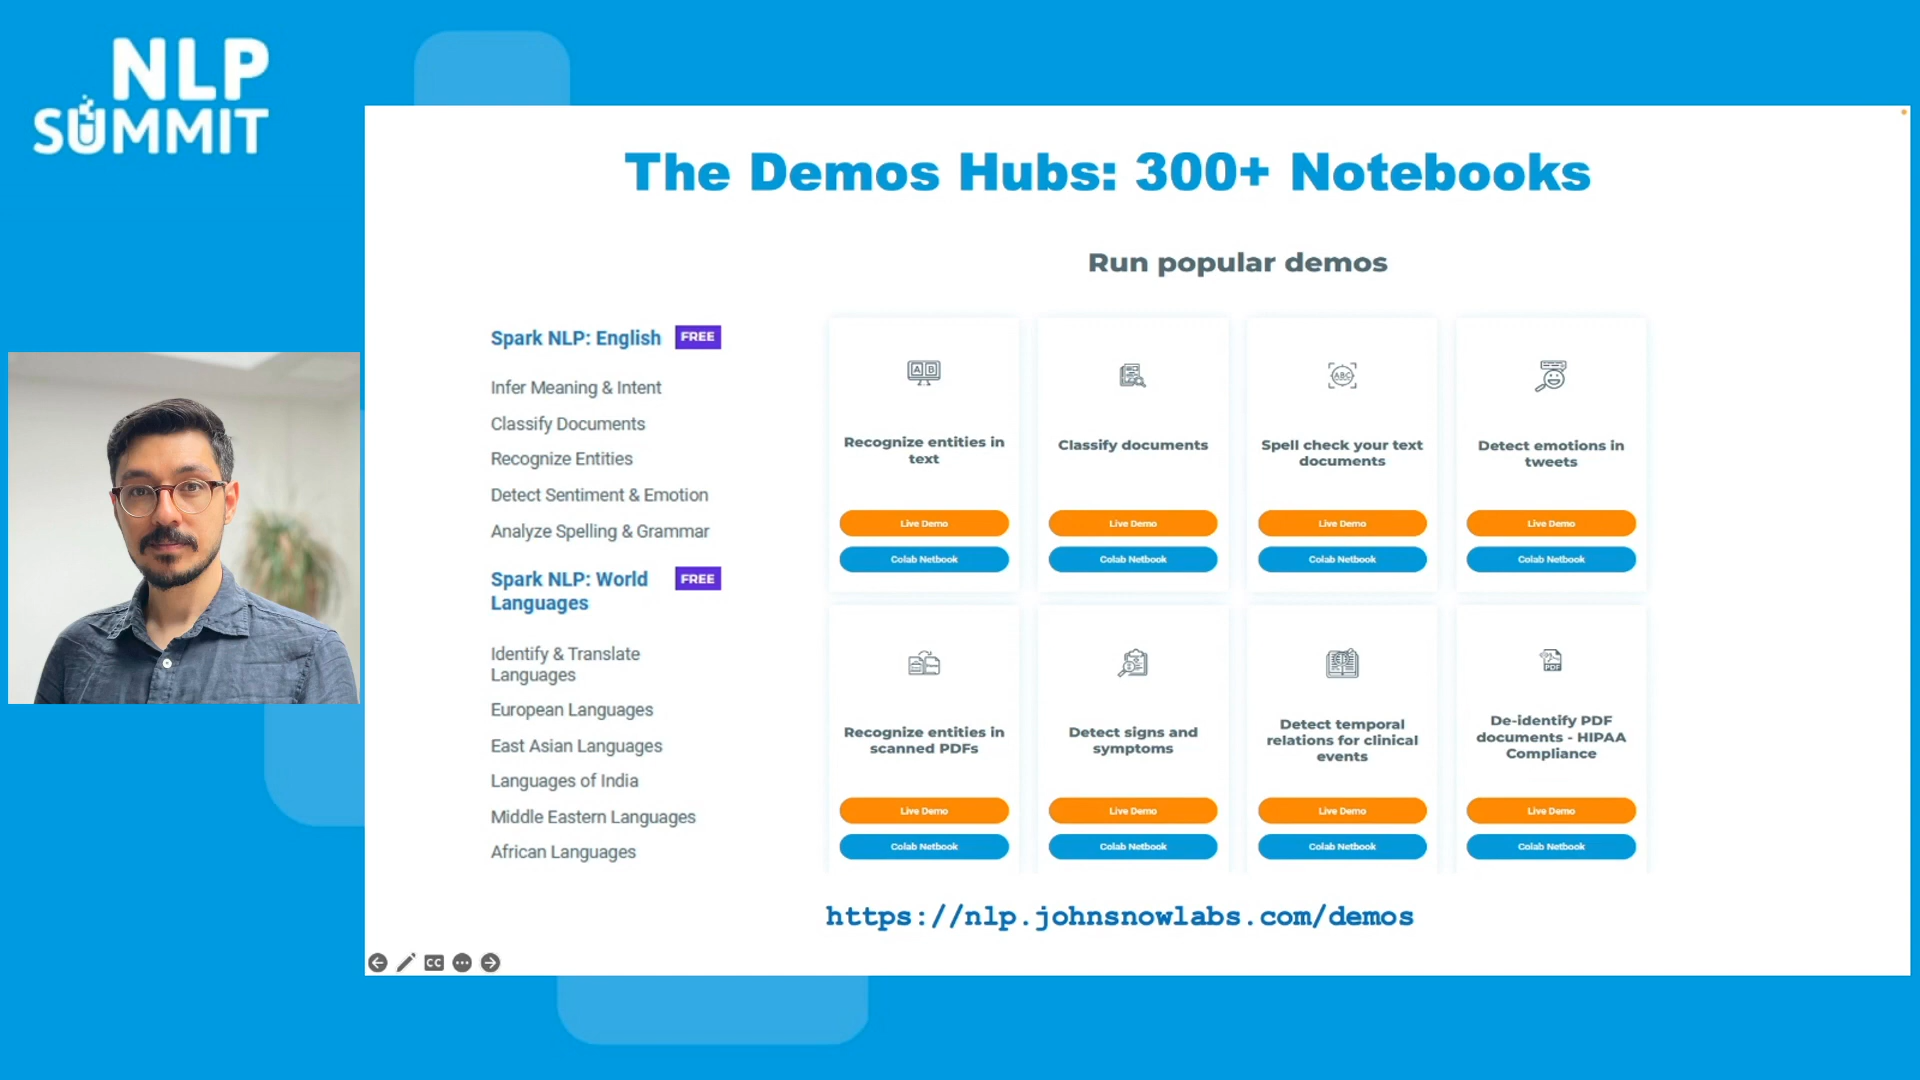 NLP
SUMMIT
The Demos Hubs: 300+ Notebooks
Run popular demos
Spark NLP: English FREE
Infer Meaning & Intent
Classify Documents
Recognize Entities
Detect Sentiment & Emotion
Analyze Spelling & Grammar
Spark NLP: World FREE
Languages
Identify & Translate
Languages
European Languages
East Asian Languages
Languages of India
Middle Eastern Languages
African Languages
A B
Recognize entities in
text
Live Demo
Colab Netbook
Classify documents
Live Demo
Colab Netbook
ABC
Spell check your text
documents
Live Demo
Colab Netbook
Detect emotions in
tweets
Live Demo
Colab Netbook
Recognize entities in
scanned PDFs
Live Demo
Colab Netbook
Detect signs and
symptoms
Live Demo
Colab Netbook
Detect temporal
relations for clinical
events
Live Demo
Colab Netbook
PDF
De-identify PDF
documents - HIPAA
Compliance
Live Demo
Colab Netbook
https://nlp.johnsnowlabs.com/demos
CC